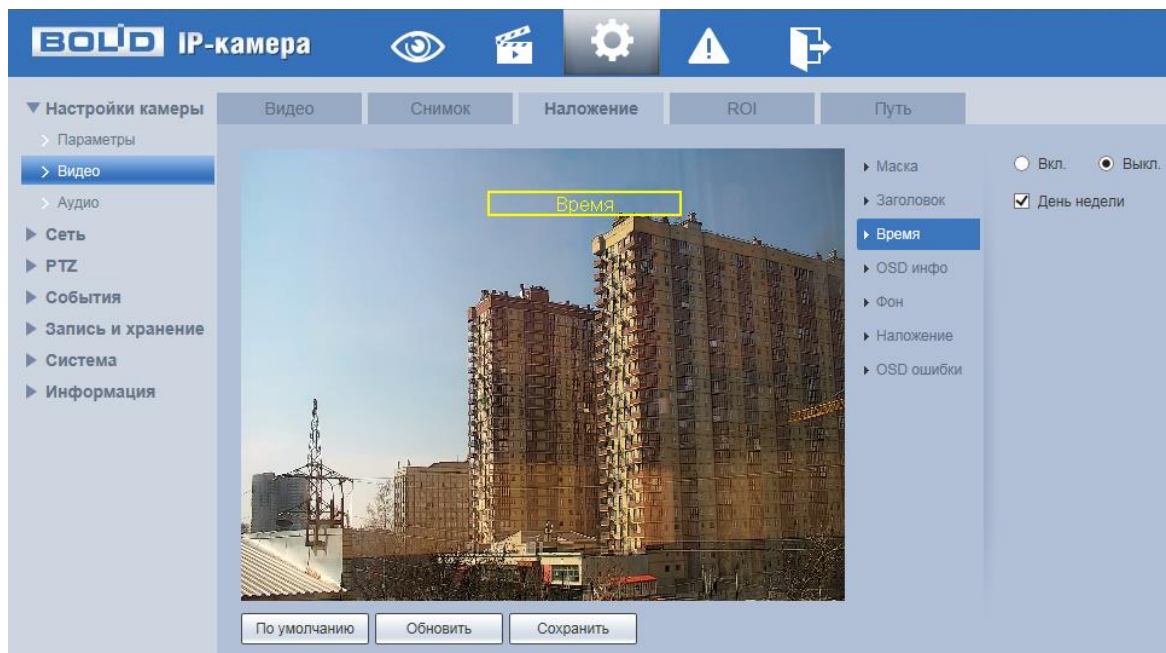 BOLID IP-камера
Настройки камеры
Параметры
Видео
Аудио
Сеть
PTZ
События
Запись и хранение
Система
Информация
Видео Снимок Наложение ROI Путь
Время
Маска
Заголовок
Время
OSD инфо
Фон
Наложение
OSD ошибки
Вкл. Выкл.
День недели
По умолчанию Обновить Сохранить